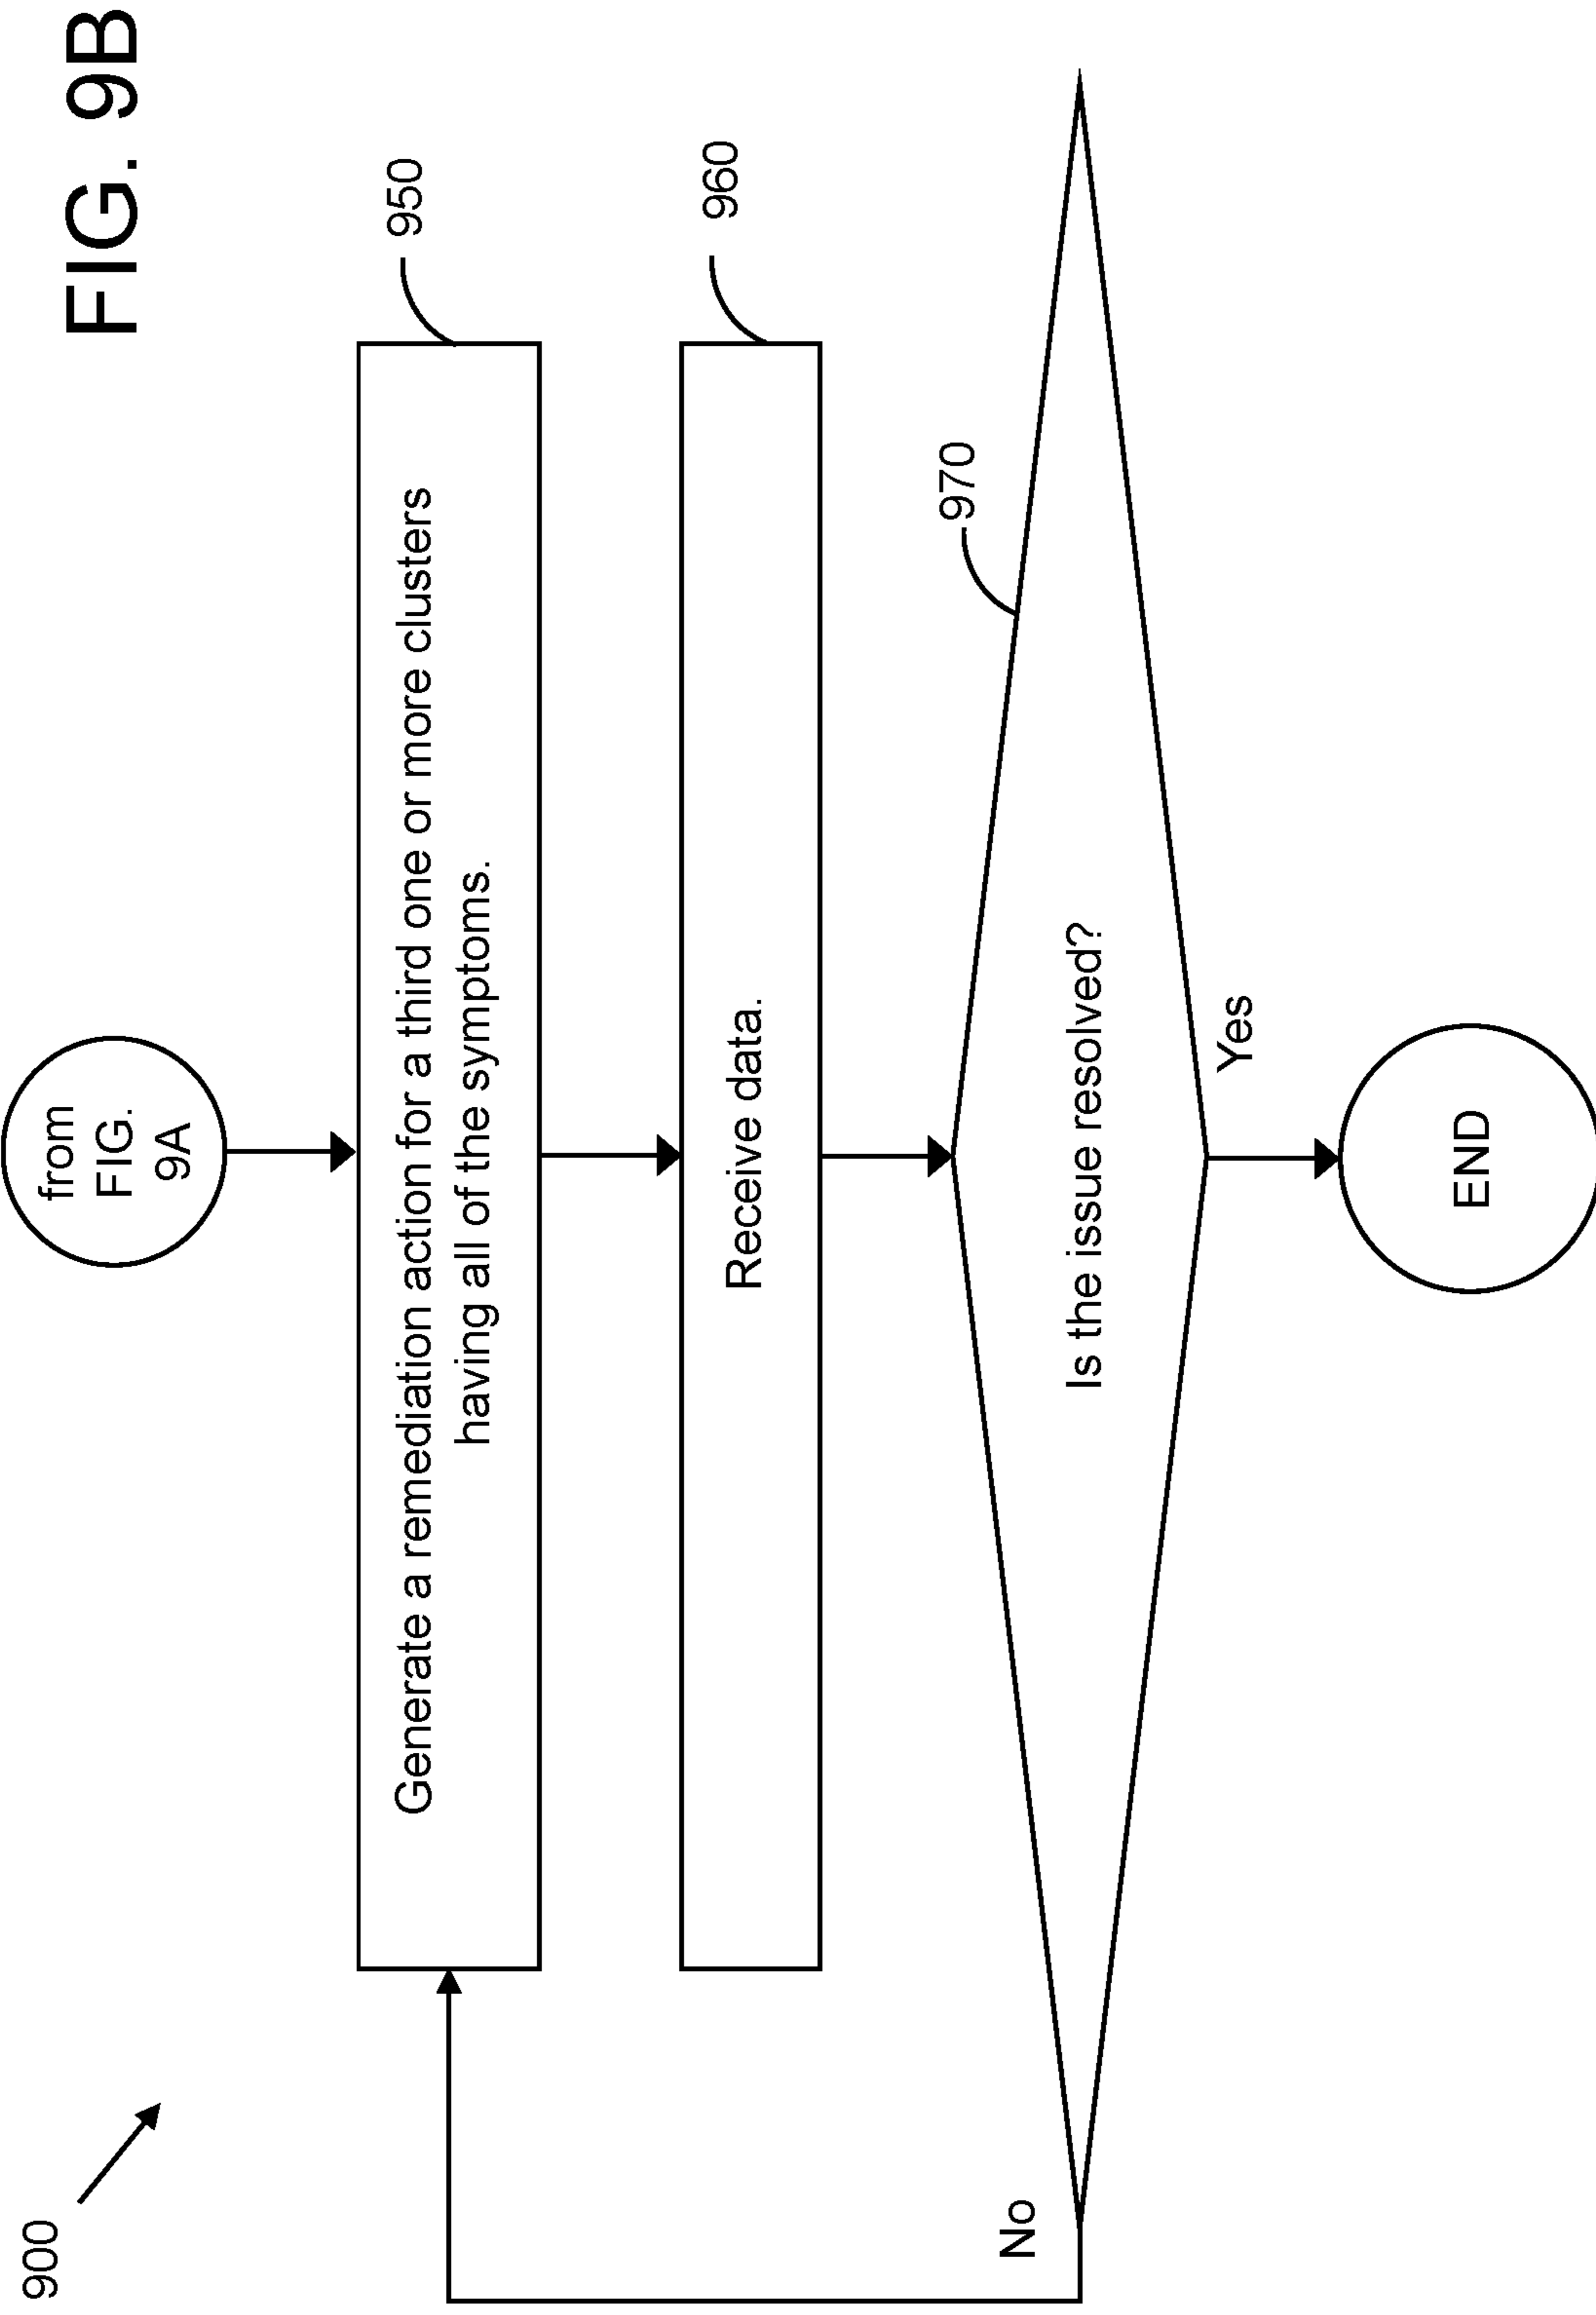 FIG. 9B
900
from
FIG.
9A
Generate a remediation action for a third one or more clusters
having all of the symptoms.
950
Receive data.
960
970
Is the issue resolved?
No
Yes
END